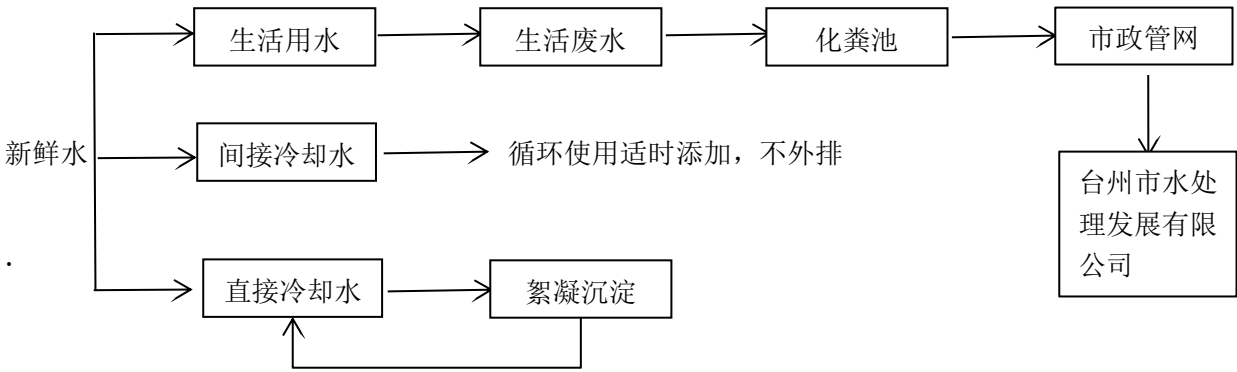 生活用水
生活废水
化粪池
市政管网
新鲜水
间接冷却水
循环使用适时添加，不外排
台州市水处
理发展有限
公司
.
直接冷却水
絮凝沉淀